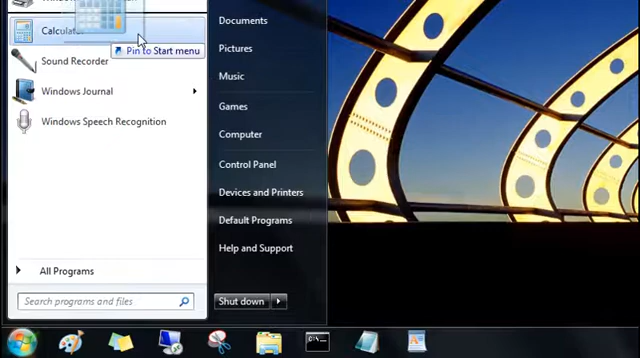 Calculator
Pin to Start menu
Sound Recorder
Windows Journal
Windows Speech Recognition
All Programs
Search programs and files
Documents
Pictures
Music
Games
Computer
Control Panel
Devices and Printers
Default Programs
Help and Support
Shut down